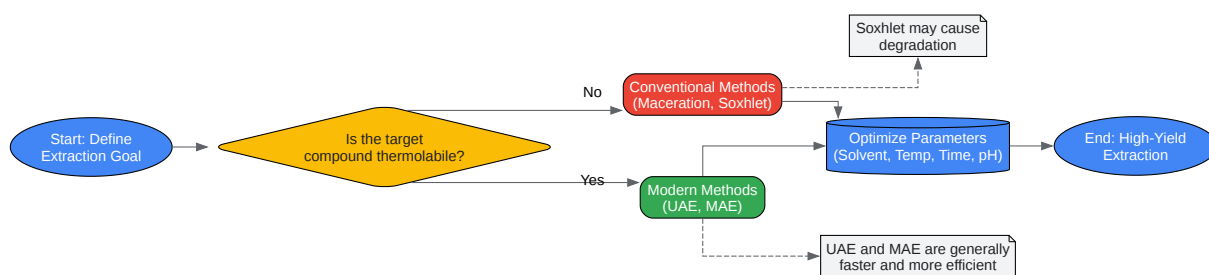 Start: Define
Extraction Goal
Is the target
compound thermolabile?
No
Yes
Conventional Methods
(Maceration, Soxhlet)
Soxhlet may cause
degradation
Modern Methods
(UAE, MAE)
UAE and MAE are generally
faster and more efficient
Optimize Parameters
(Solvent, Temp, Time, pH)
End: High-Yield
Extraction